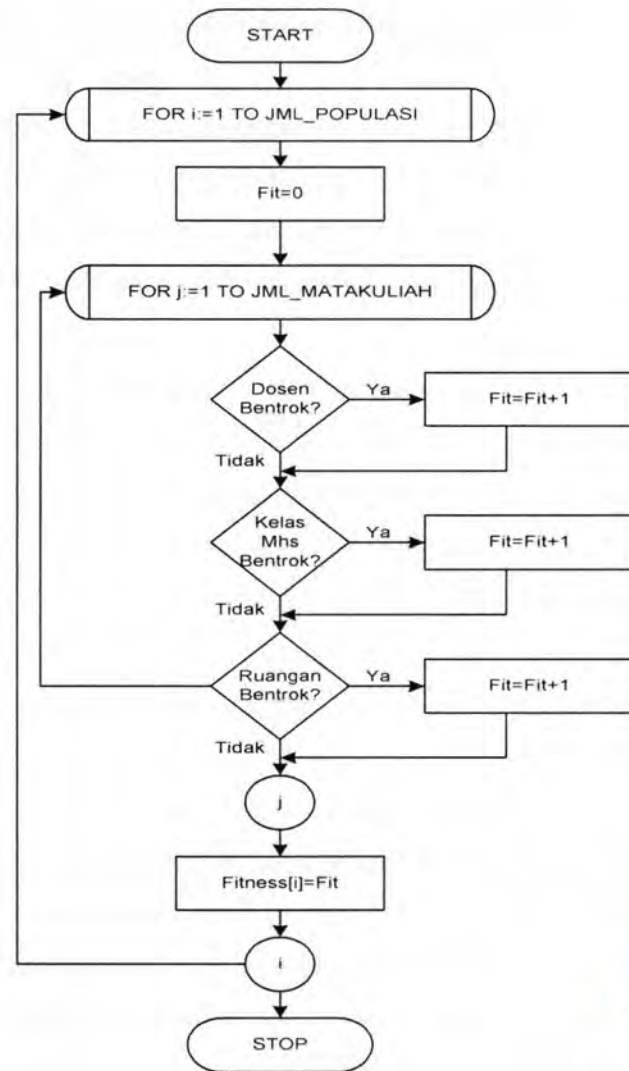 START
FOR i:=1 TO JML_POPULASI
Fit=0
FOR j:=1 TO JML_MATAKULIAH
Dosen
Bentrok?
Ya
Fit=Fit+1
Tidak
Kelas
Mhs
Bentrok?
Ya
Fit=Fit+1
Tidak
Ruangan
Bentrok?
Ya
Fit=Fit+1
Tidak
j
Fitness[i]=Fit
i
STOP